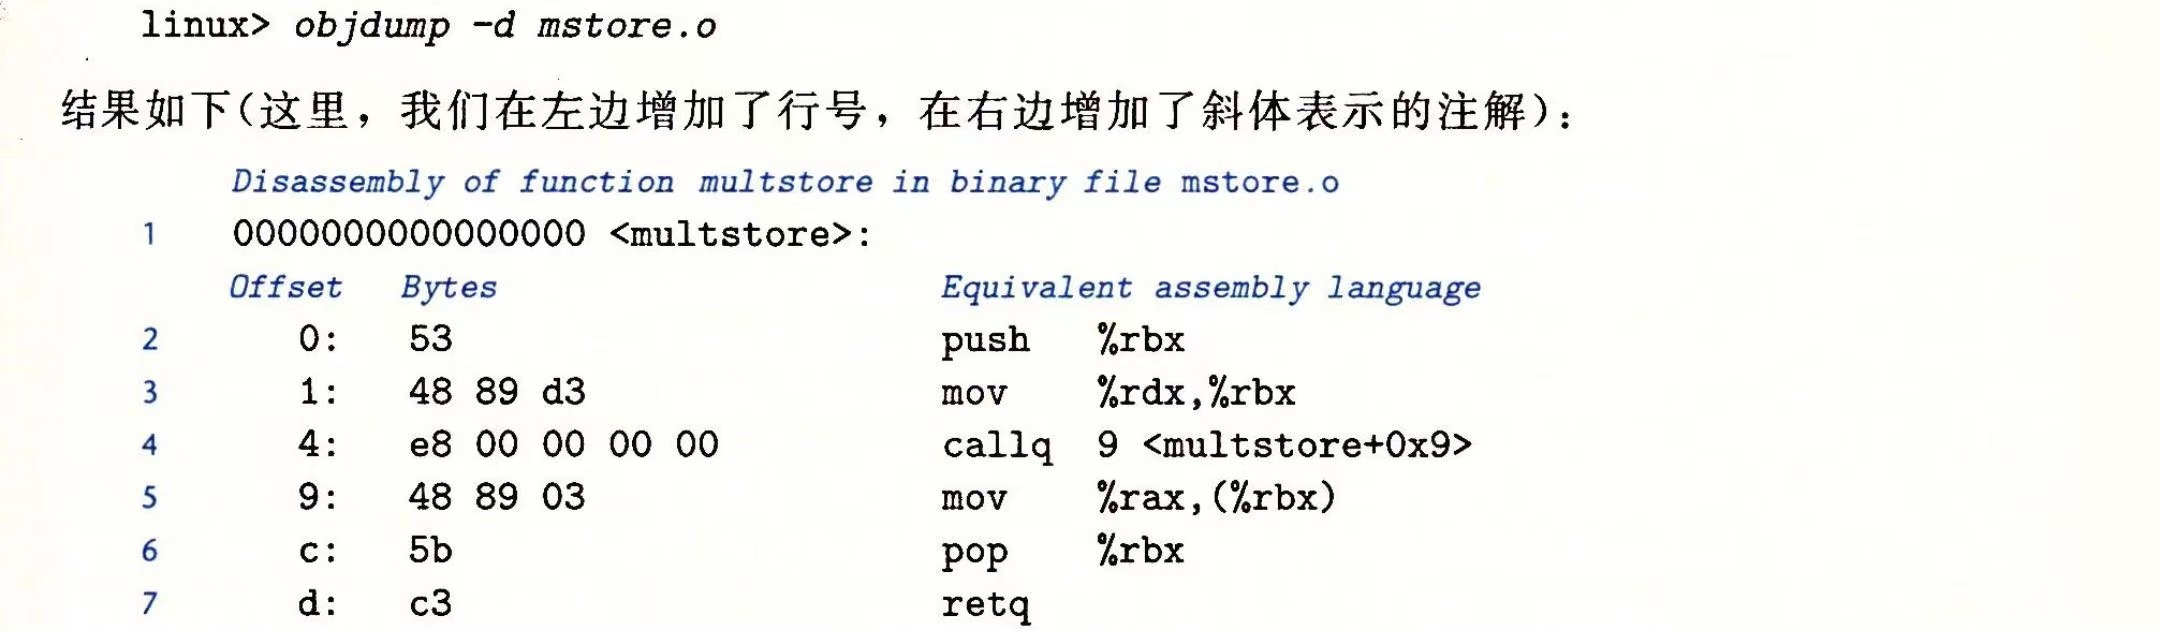 linux> objdump -d mstore.o
结果如下(这里，我们在左边增加了行号，在右边增加了斜体表示的注解)：
Disassembly of function multstore in binary file mstore.o
1 0000000000000000 <multstore>:
Offset Bytes Equivalent assembly language
2 0: 53 push %rbx
3 1: 48 89 d3 mov %rdx,%rbx
4 4: e8 00 00 00 00 callq 9 <multstore+0x9>
5 9: 48 89 03 mov %rax,(%rbx)
6 c: 5b pop %rbx
7 d: c3 retq